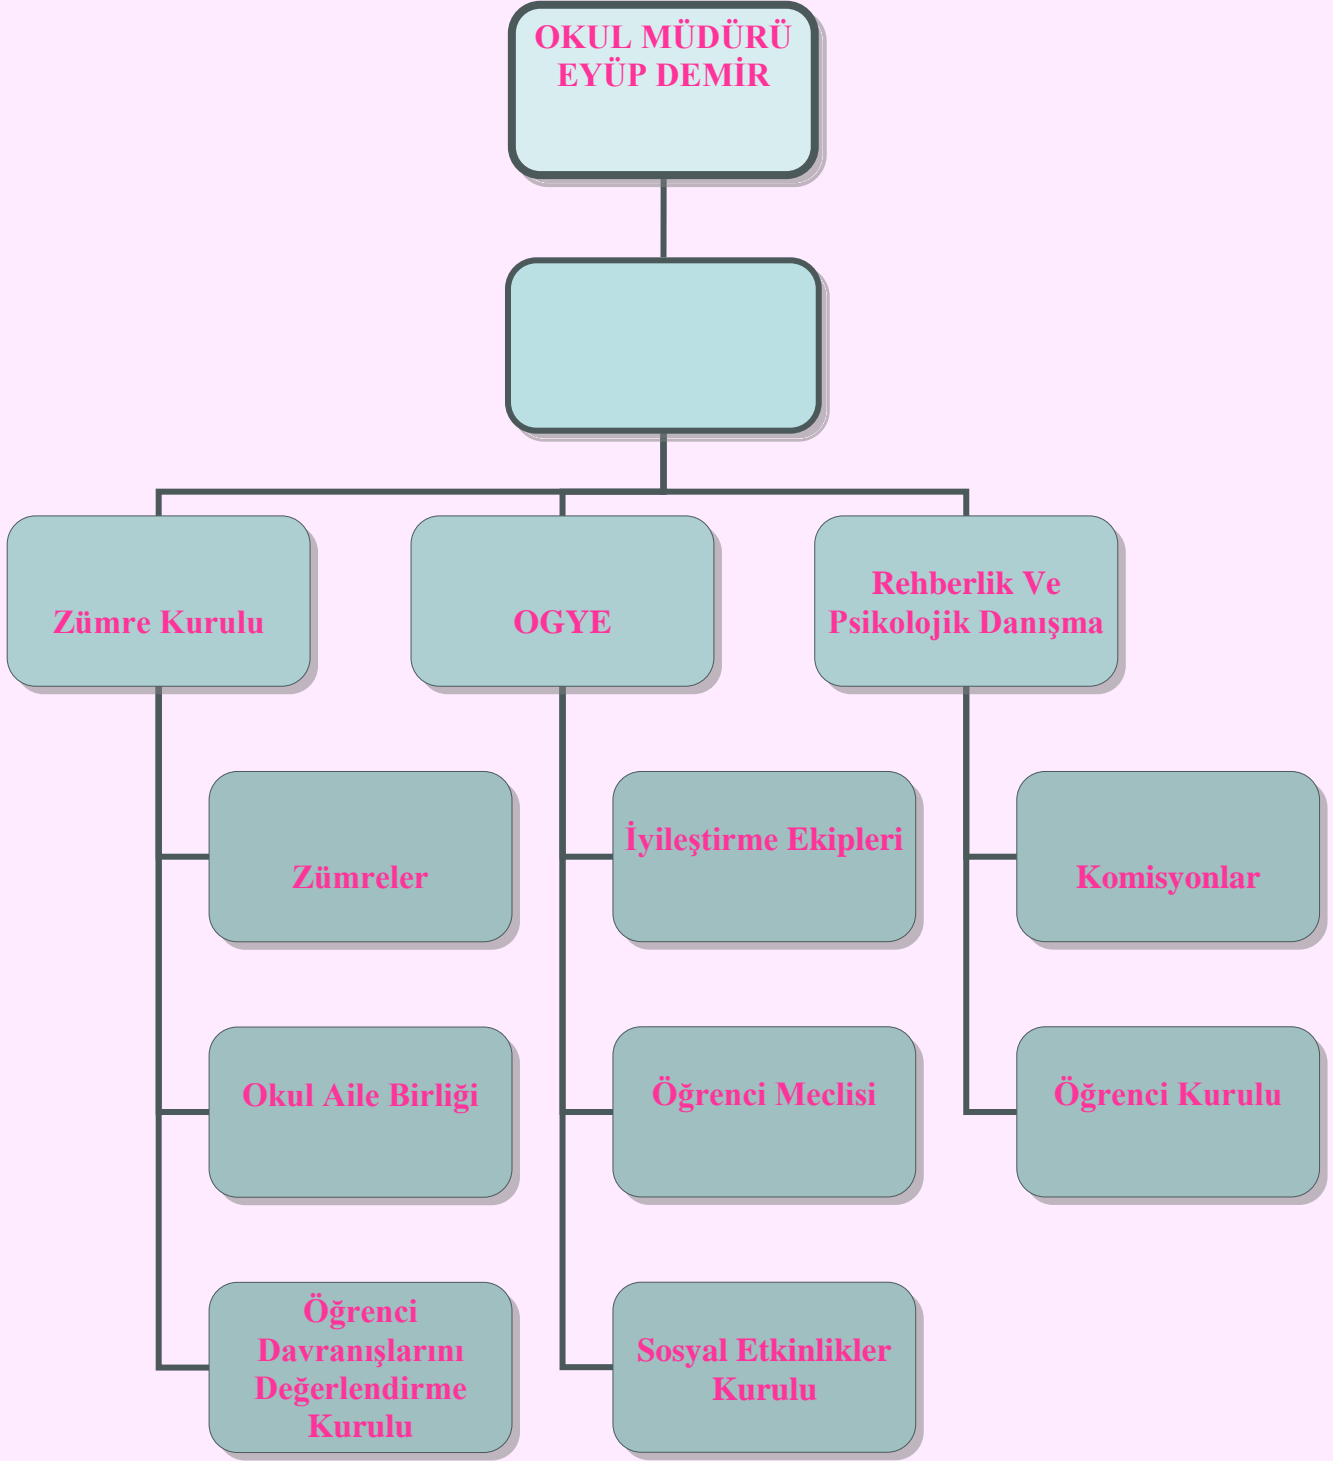 OKUL MÜDÜRÜ
EYÜP DEMİR
Zümre Kurulu
OGYE
Rehberlik Ve
Psikolojik Danışma
Zümreler
İyileştirme Ekipleri
Komisyonlar
Okul Aile Birliği
Öğrenci Meclisi
Öğrenci Kurulu
Öğrenci
Davranışlarını
Değerlendirme
Kurulu
Sosyal Etkinlikler
Kurulu